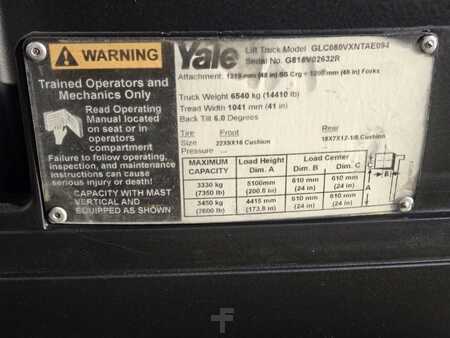 WARNING
Trained Operators and
Mechanics Only
Read Operating
Manual located
on seat or in
operators
compartment
Failure to follow operating,
inspection, and maintenance
instructions can cause
serious injury or death!
CAPACITY WITH MAST
VERTICAL AND
EQUIPPED AS SHOWN
Yale
Lift Truck Model GLC080VXNTAE094
Serial No. G818V02632R
Attachment: 1219 mm (48 in) SS Crg = 1200 mm (48 in) Forks
Truck Weight 6540 kg (14410 lb)
Tread Width 1041 mm (41 in)
Back Tilt 6.0 Degrees
Tire Front Rear
Size 22X9X16 Cushion 18X7X12-1/8 Cushion
Pressure ---
MAXIMUM CAPACITY Load Height Dim. A Load Center Dim. B Dim. C
3330 kg 5100mm 610 mm 610 mm
(7350 lb) (200.8 in) (24 in) (24 in)
3450 kg 4415 mm 610 mm 610 mm
(7600 lb) (173.8 in) (24 in) (24 in)
B
A